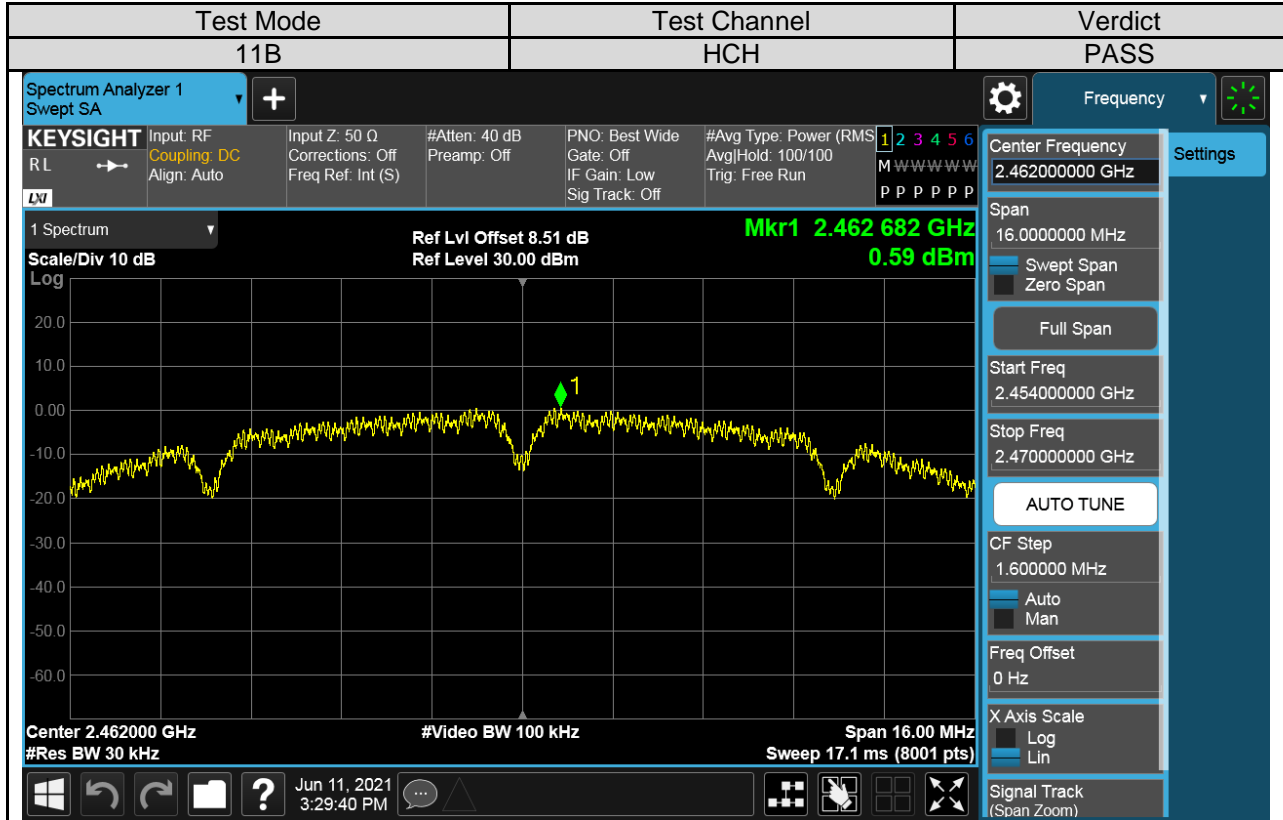 Test Mode Test Channel Verdict
11B HCH PASS
Spectrum Analyzer 1
Swept SA
+
Frequency
KEYSIGHT
R L
LXI
Input: RF
Coupling: DC
Align: Auto
Input Z: 50 Ω
Corrections: Off
Freq Ref: Int (S)
#Atten: 40 dB
Preamp: Off
PNO: Best Wide
Gate: Off
IF Gain: Low
Sig Track: Off
#Avg Type: Power (RMS
Avg|Hold: 100/100
Trig: Free Run
1 2 3 4 5 6
M W W W W W
P P P P P P
1 Spectrum
Scale/Div 10 dB
Log
Ref Lvl Offset 8.51 dB
Ref Level 30.00 dBm
Mkr1 2.462 682 GHz
0.59 dBm
20.0
10.0
0.00
-10.0
-20.0
-30.0
-40.0
-50.0
-60.0
1
Center 2.462000 GHz
#Res BW 30 kHz
#Video BW 100 kHz
Span 16.00 MHz
Sweep 17.1 ms (8001 pts)
Center Frequency
2.462000000 GHz
Settings
Span
16.0000000 MHz
Swept Span
Zero Span
Full Span
Start Freq
2.454000000 GHz
Stop Freq
2.470000000 GHz
AUTO TUNE
CF Step
1.600000 MHz
Auto
Man
Freq Offset
0 Hz
X Axis Scale
Log
Lin
Signal Track
(Span Zoom)
?
Jun 11, 2021
3:29:40 PM